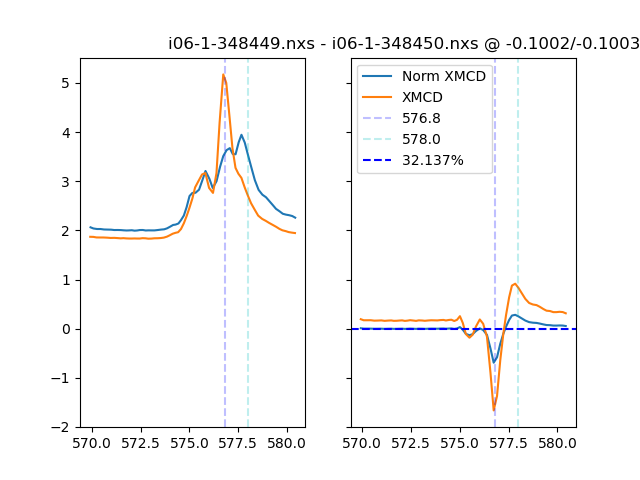 i06-1-348449.nxs - i06-1-348450.nxs @ -0.1002/-0.1003
5
4
3
2
1
0
−1
−2
570.0 572.5 575.0 577.5 580.0
Norm XMCD
XMCD
576.8
578.0
32.137%
570.0 572.5 575.0 577.5 580.0